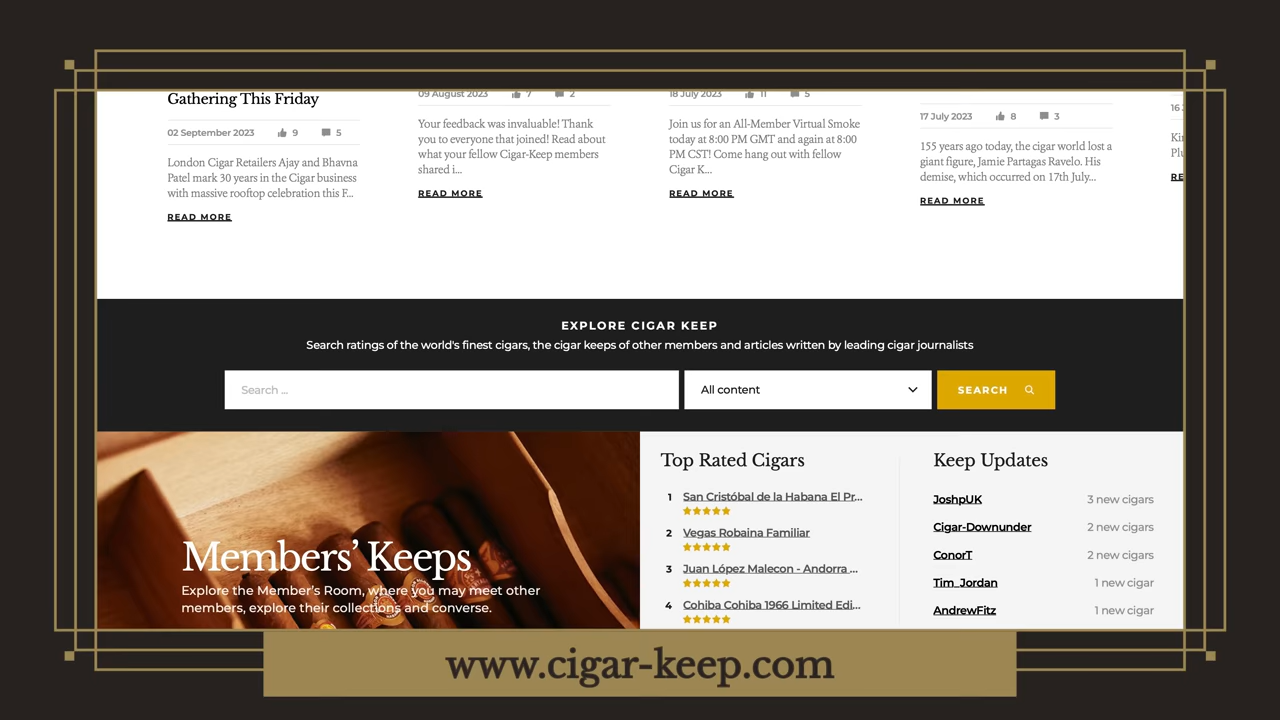 Gathering This Friday
02 September 2023 9 5
London Cigar Retailers Ajay and Bhavna
Patel mark 30 years in the Cigar business
with massive rooftop celebration this F...
READ MORE
09 August 2023 7 2
Your feedback was invaluable! Thank
you to everyone that joined! Read about
what your fellow Cigar-Keep members
shared i...
READ MORE
18 July 2023 11 5
Join us for an All-Member Virtual Smoke
today at 8:00 PM GMT and again at 8:00
PM CST! Come hang out with fellow
Cigar K...
READ MORE
17 July 2023 8 3
155 years ago today, the cigar world lost a
giant figure, Jamie Partagas Ravelo. His
demise, which occurred on 17th July...
READ MORE
16
EXPLORE CIGAR KEEP
Search ratings of the world's finest cigars, the cigar keeps of other members and articles written by leading cigar journalists
Search ...
All content
SEARCH
Members' Keeps
Explore the Member's Room, where you may meet other
members, explore their collections and converse.
Top Rated Cigars
1 San Cristóbal de la Habana El Pr...
2 Vegas Robaina Familiar
3 Juan López Malecon - Andorra ...
4 Cohiba Cohiba 1966 Limited Edi...
Keep Updates
JoshpUK 3 new cigars
Cigar-Downunder 2 new cigars
ConorT 2 new cigars
Tim_Jordan 1 new cigar
AndrewFitz 1 new cigar
www.cigar-keep.com